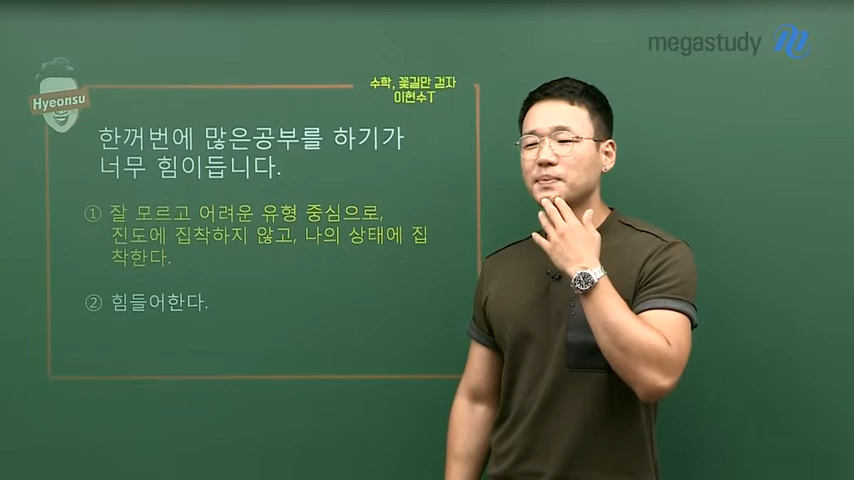 megastudy
수학, 꽃길만 걷자
이현수T
Hyeonsu
한꺼번에 많은공부를 하기가
너무 힘이듭니다.
① 잘 모르고 어려운 유형 중심으로,
진도에 집착하지 않고, 나의 상태에 집
착한다.
② 힘들어한다.